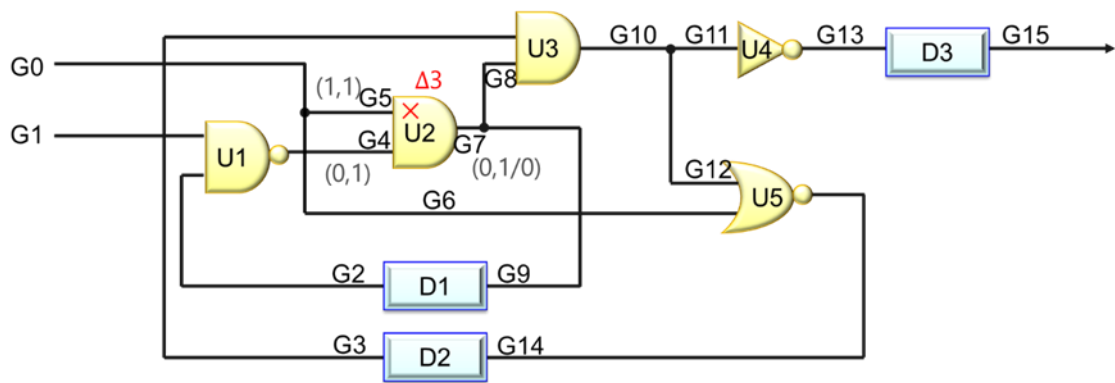 G10 G11 U4 G13 D3 G15
U3
G0
G8
(1,1) G5 Δ3
×
G1
U2
U1 G4 G7
(0,1) (0,1/0)
G12
U5
G6
G2 D1 G9
G3 D2 G14